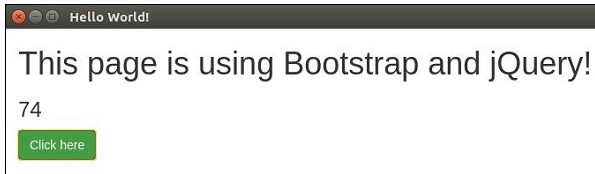 Hello World!
This page is using Bootstrap and jQuery!
74
Click here